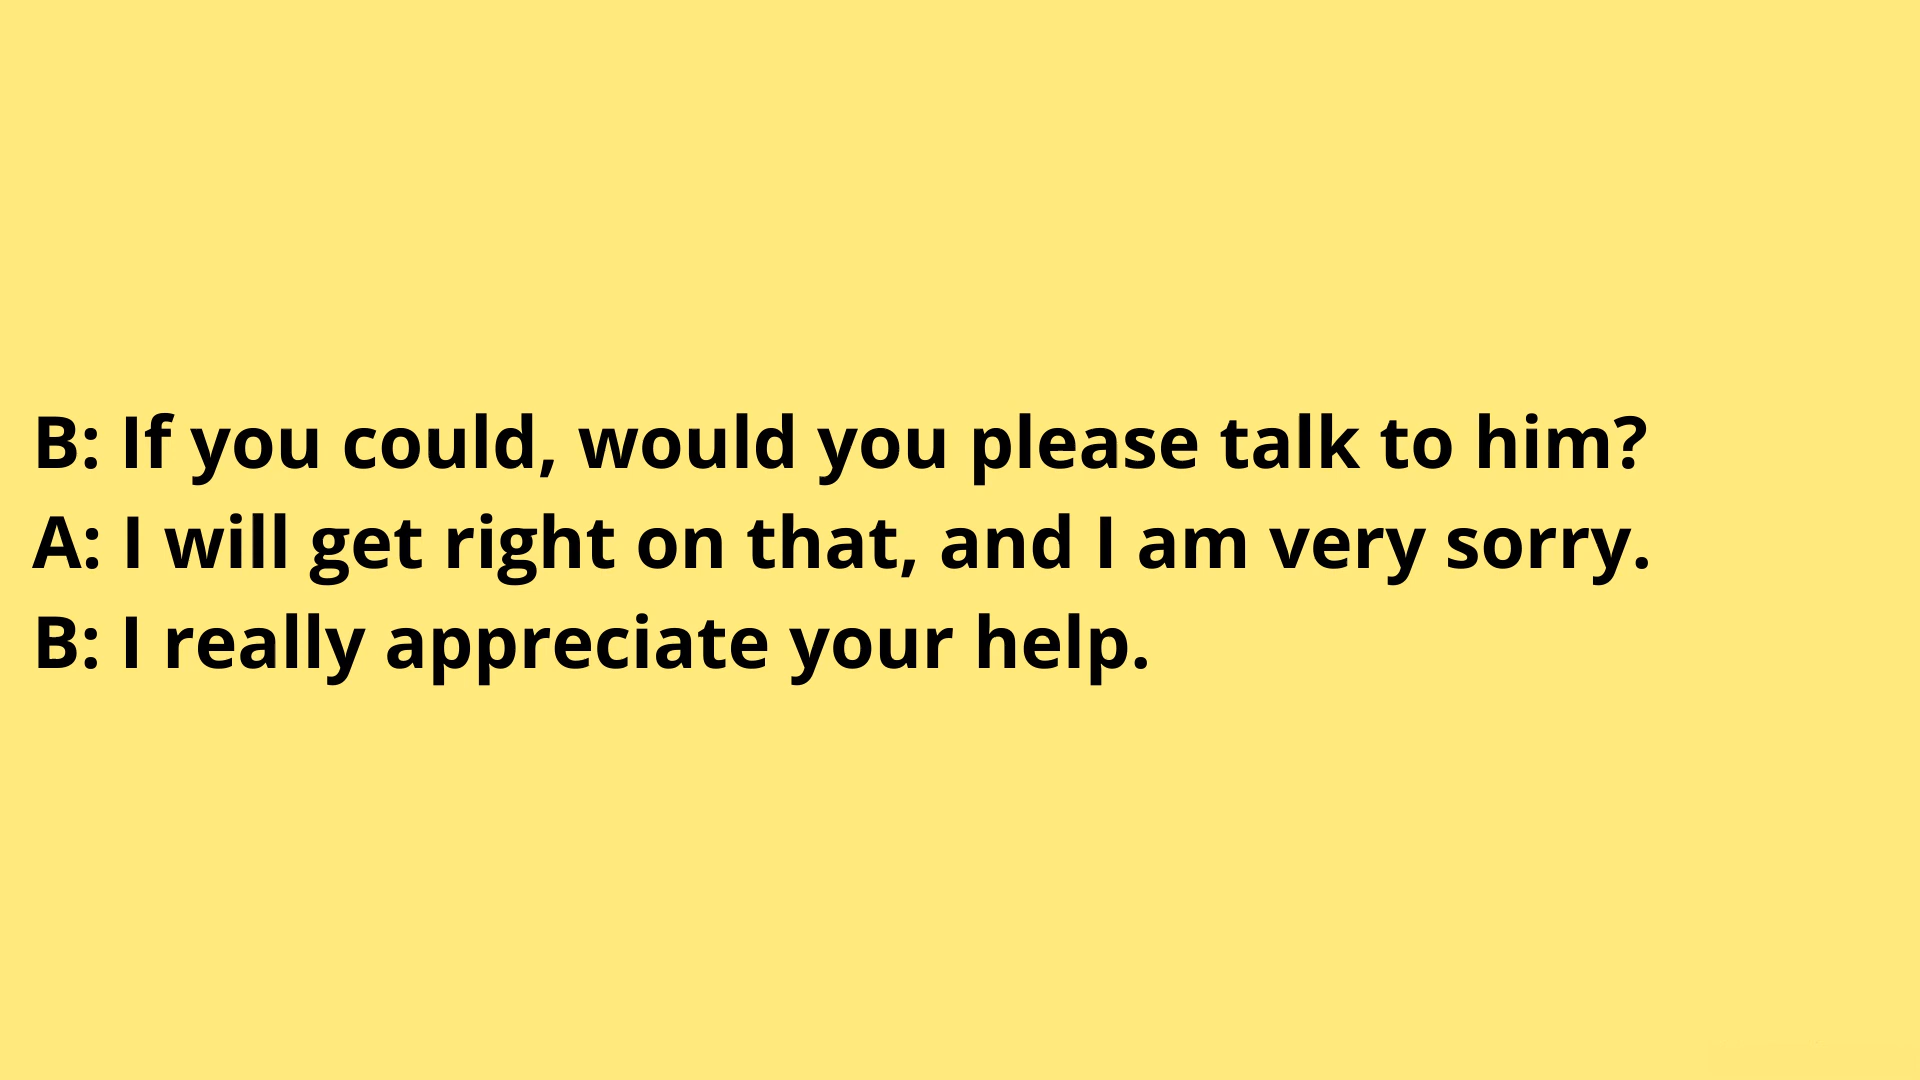 B: If you could, would you please talk to him?
A: I will get right on that, and I am very sorry.
B: I really appreciate your help.